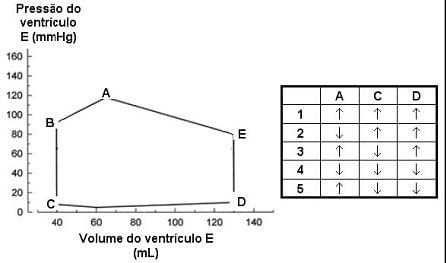 Pressão do
ventrículo
E (mmHg)
160
140
120
100
80
60
40
20
0
A
B
E
C
D
40
60
80
100
120
140
Volume do ventrículo E
(mL)
A C D
1 ↑ ↑ ↑
2 ↓ ↑ ↑
3 ↑ ↓ ↑
4 ↓ ↓ ↓
5 ↑ ↓ ↓